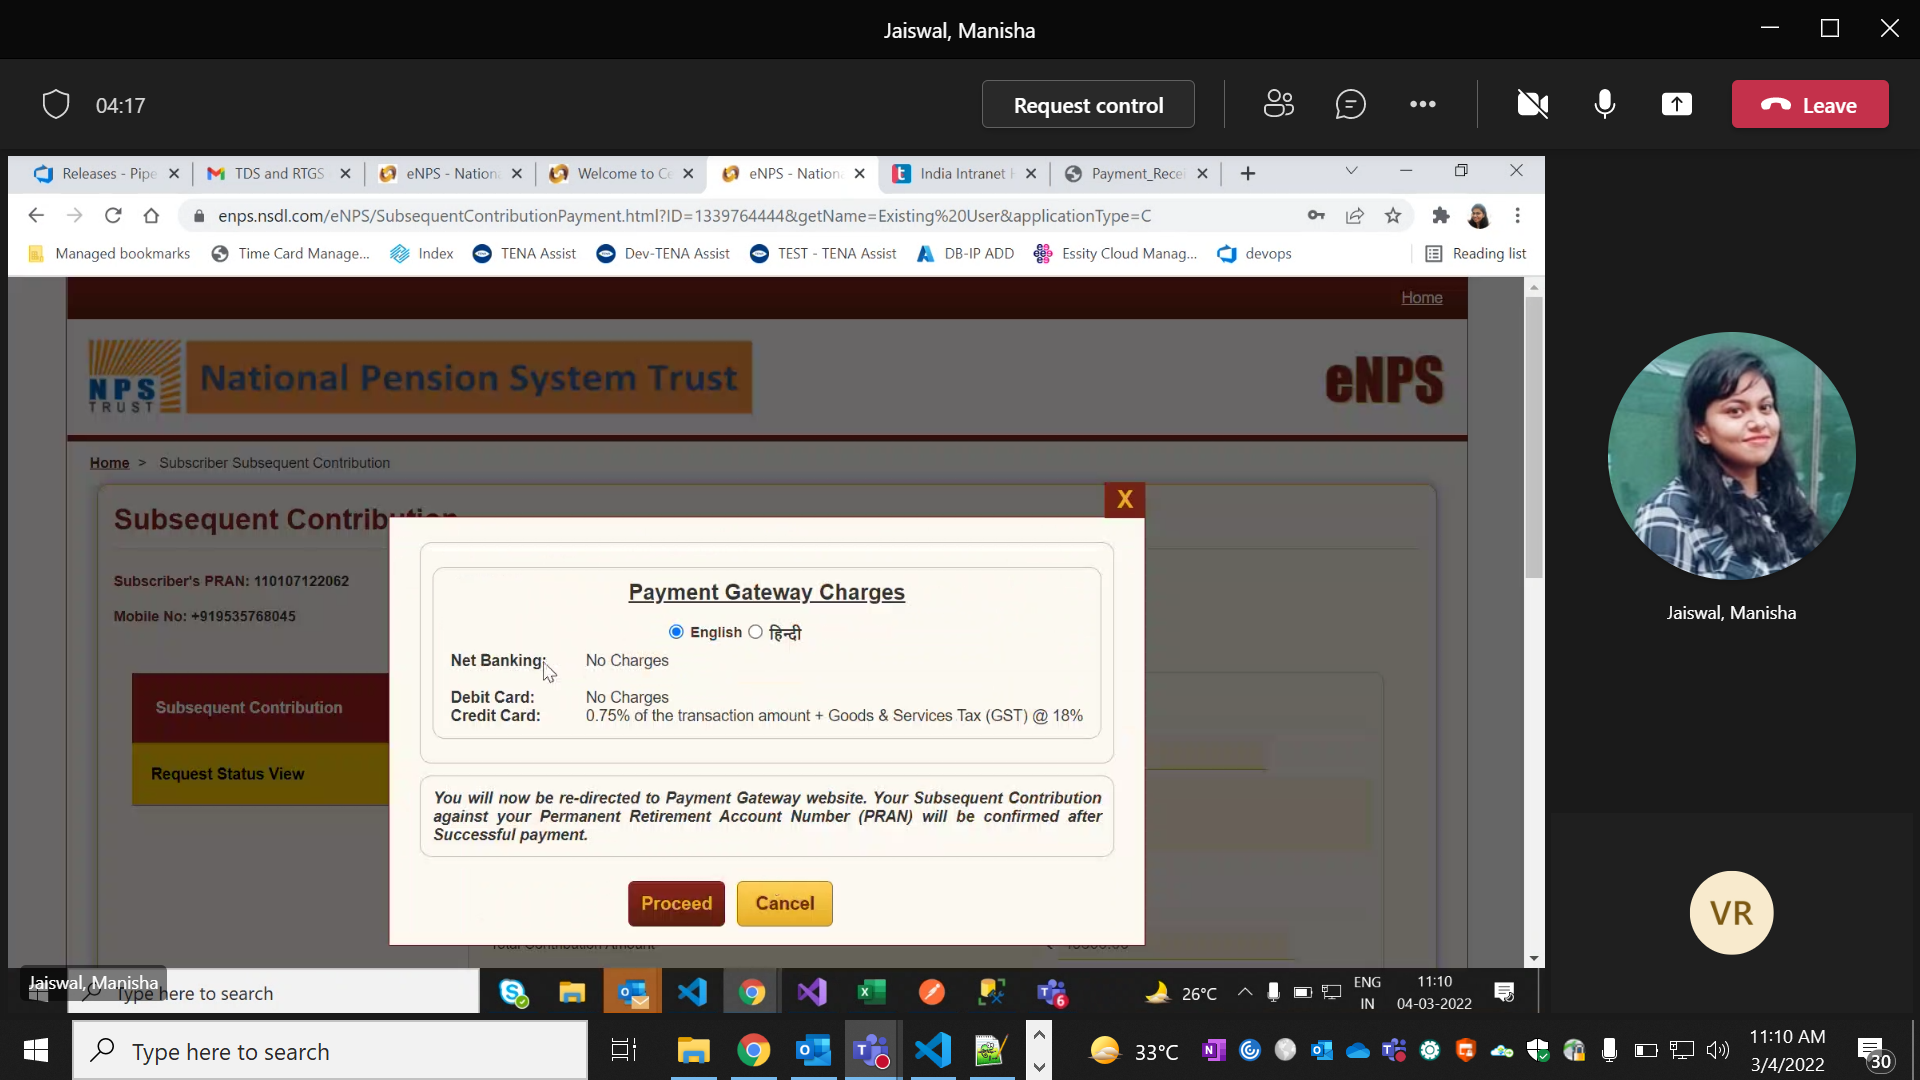 Jaiswal, Manisha
04:17
Request control
Leave
Releases - Pipe
TDS and RTGS
eNPS - Nation
Welcome to Ce
eNPS - Nation
India Intranet
Payment_Recei
enps.nsdl.com/eNPS/SubsequentContributionPayment.html?ID=1339764444&getName=Existing%20User&applicationType=C
Managed bookmarks
Time Card Manage...
Index
TENA Assist
Dev-TENA Assist
TEST - TENA Assist
DB-IP ADD
Essity Cloud Manag...
devops
Reading list
Home
NPS
TRUST
National Pension System Trust
eNPS
Home > Subscriber Subsequent Contribution
X
Subsequent Contribution
Subscriber's PRAN: 110107122062
Mobile No: +919535768045
Subsequent Contribution
Request Status View
Payment Gateway Charges
English हिन्दी
Net Banking: No Charges
Debit Card: No Charges
Credit Card: 0.75% of the transaction amount + Goods & Services Tax (GST) @ 18%
You will now be re-directed to Payment Gateway website. Your Subsequent Contribution
against your Permanent Retirement Account Number (PRAN) will be confirmed after
Successful payment.
Proceed
Cancel
Total Contribution Amount
Jaiswal, Manisha
VR
Jaiswal, Manisha
Type here to search
6
26°C
ENG
IN
11:10
04-03-2022
Type here to search
33°C
11:10 AM
3/4/2022
30